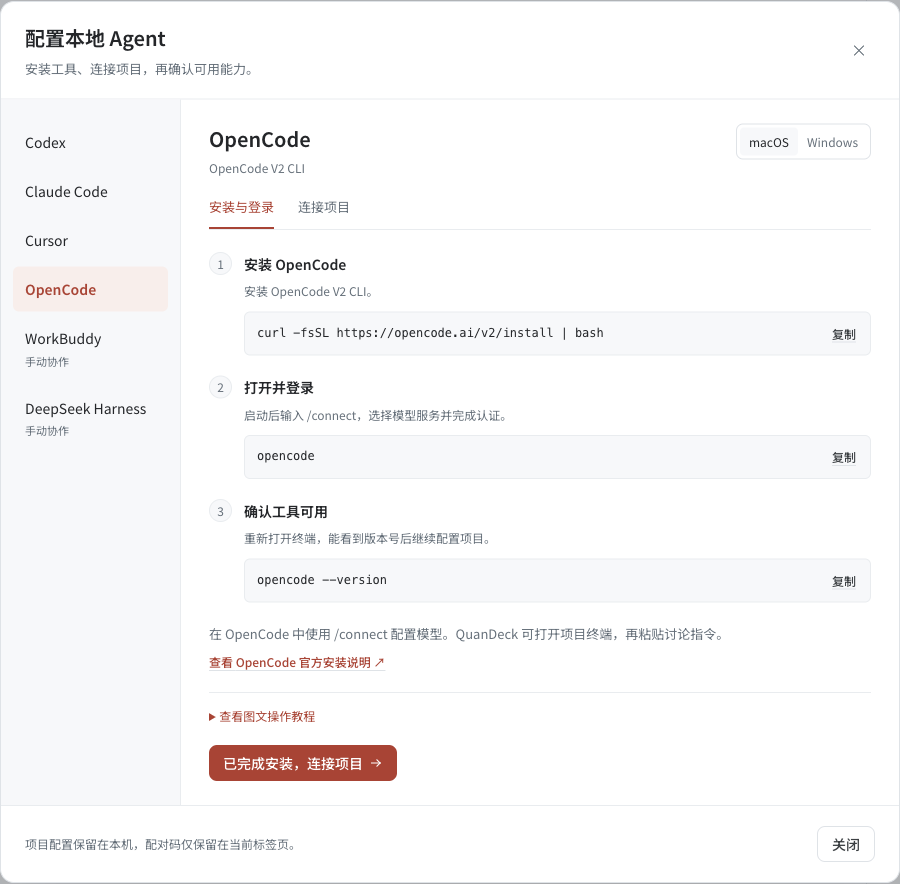 配置本地 Agent
安装工具、连接项目，再确认可用能力。
Codex
Claude Code
Cursor
OpenCode
WorkBuddy
手动协作
DeepSeek Harness
手动协作
OpenCode
OpenCode V2 CLI
macOS Windows
安装与登录 连接项目
1 安装 OpenCode
安装 OpenCode V2 CLI。
curl -fsSL https://opencode.ai/v2/install | bash 复制
2 打开并登录
启动后输入 /connect，选择模型服务并完成认证。
opencode 复制
3 确认工具可用
重新打开终端，能看到版本号后继续配置项目。
opencode --version 复制
在 OpenCode 中使用 /connect 配置模型。QuanDeck 可打开项目终端，再粘贴讨论指令。
查看 OpenCode 官方安装说明 ↗
▶ 查看图文操作教程
已完成安装，连接项目 →
项目配置保留在本机，配对码仅保留在当前标签页。
关闭